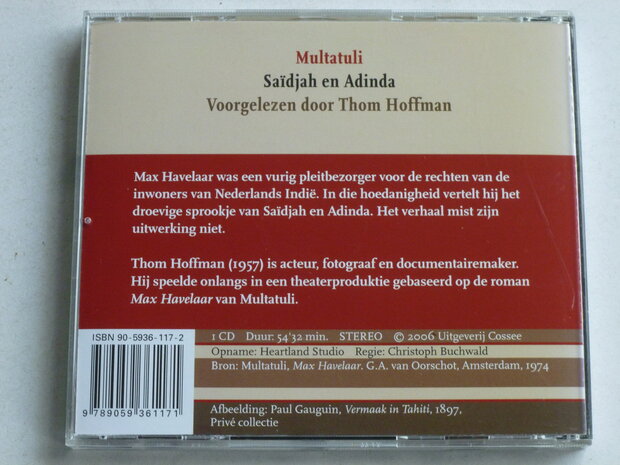 Multatuli
Saïdjah en Adinda
Voorgelezen door Thom Hoffman
Max Havelaar was een vurig pleitbezorger voor de rechten van de
inwoners van Nederlands Indië. In die hoedanigheid vertelt hij het
droevige sprookje van Saïdjah en Adinda. Het verhaal mist zijn
uitwerking niet.
Thom Hoffman (1957) is acteur, fotograaf en documentairemaker.
Hij speelde onlangs in een theaterproduktie gebaseerd op de roman
Max Havelaar van Multatuli.
ISBN 90-5936-117-2
9 789059 361171
1 CD Duur: 54'32 min. STEREO © 2006 Uitgeverij Cossee
Opname: Heartland Studio Regie: Christoph Buchwald
Bron: Multatuli, Max Havelaar. G.A. van Oorschot, Amsterdam, 1974
Afbeelding: Paul Gauguin, Vermaak in Tahiti, 1897,
Privé collectie